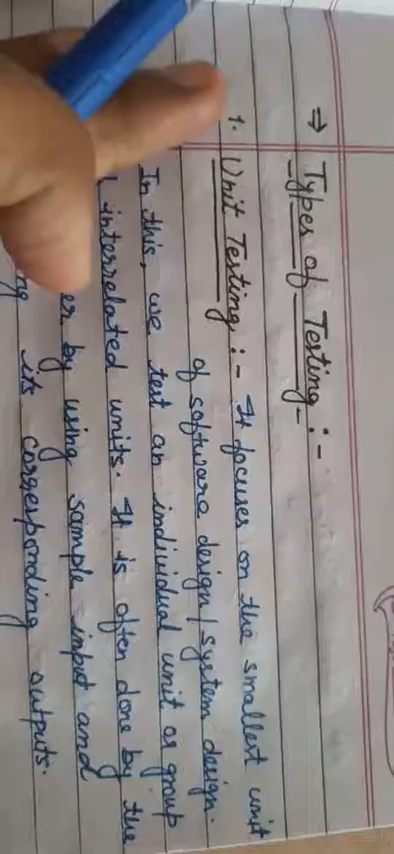 ⇒ Types of Testing :-
1. Unit Testing :- It focuses on the smallest unit
of software design/system design.
In this, we test an individual unit or group
interrelated units. It is often done by the
er by using sample input and
ng its corresponding outputs.